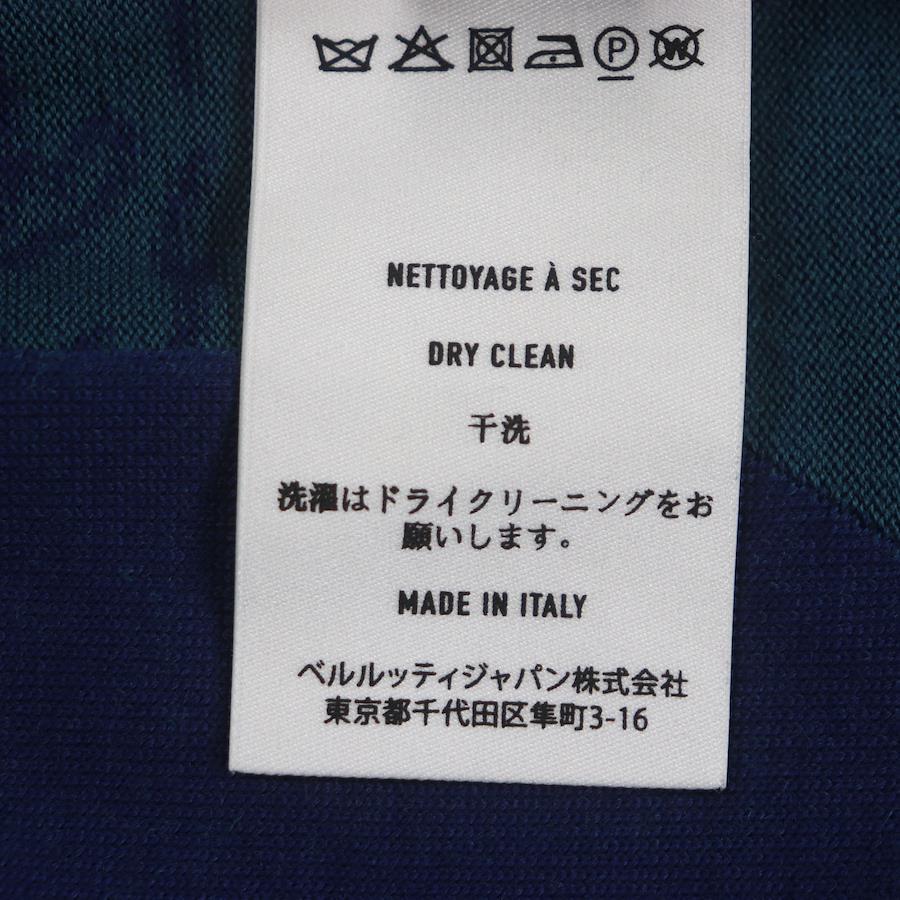 P W
NETTOYAGE À SEC
DRY CLEAN
干洗
洗濯はドライクリーニングをお
願いします。
MADE IN ITALY
ベルルッティジャパン株式会社
東京都千代田区隼町3-16